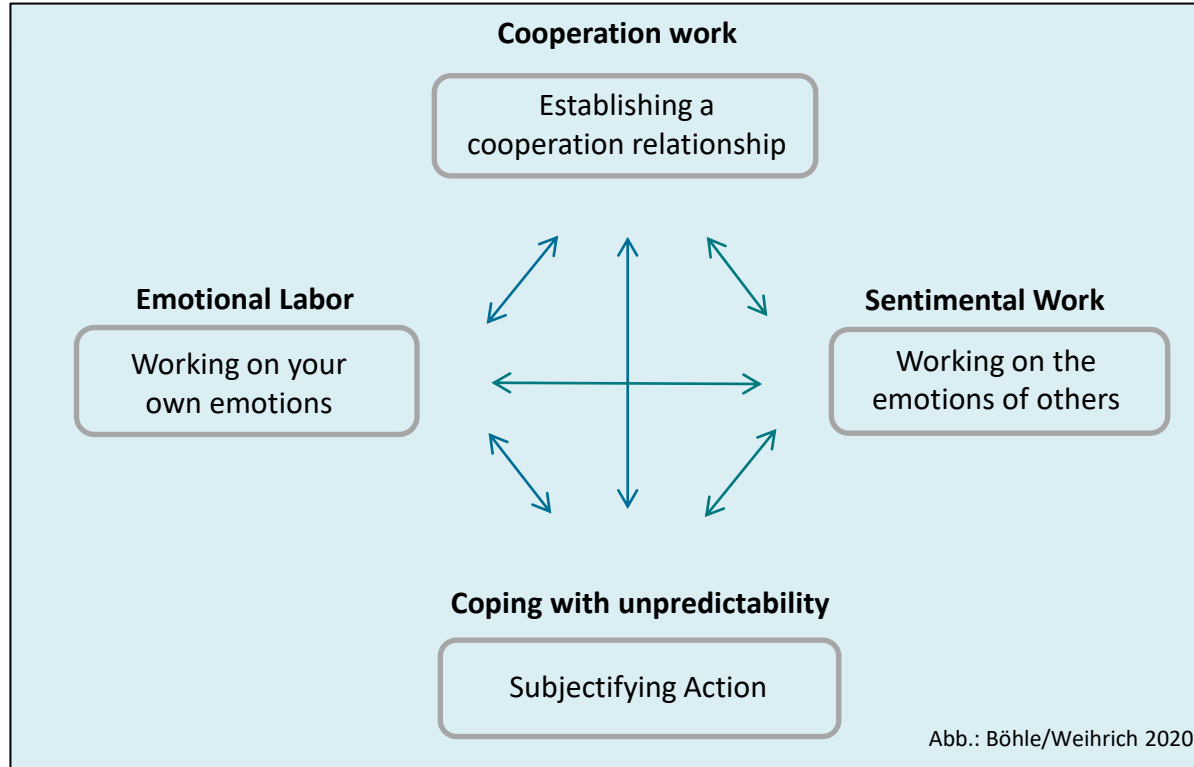 Cooperation work
Establishing a
cooperation relationship
Emotional Labor
Working on your
own emotions
Sentimental Work
Working on the
emotions of others
Coping with unpredictability
Subjectifying Action
Abb.: Böhle/Weihrich 2020